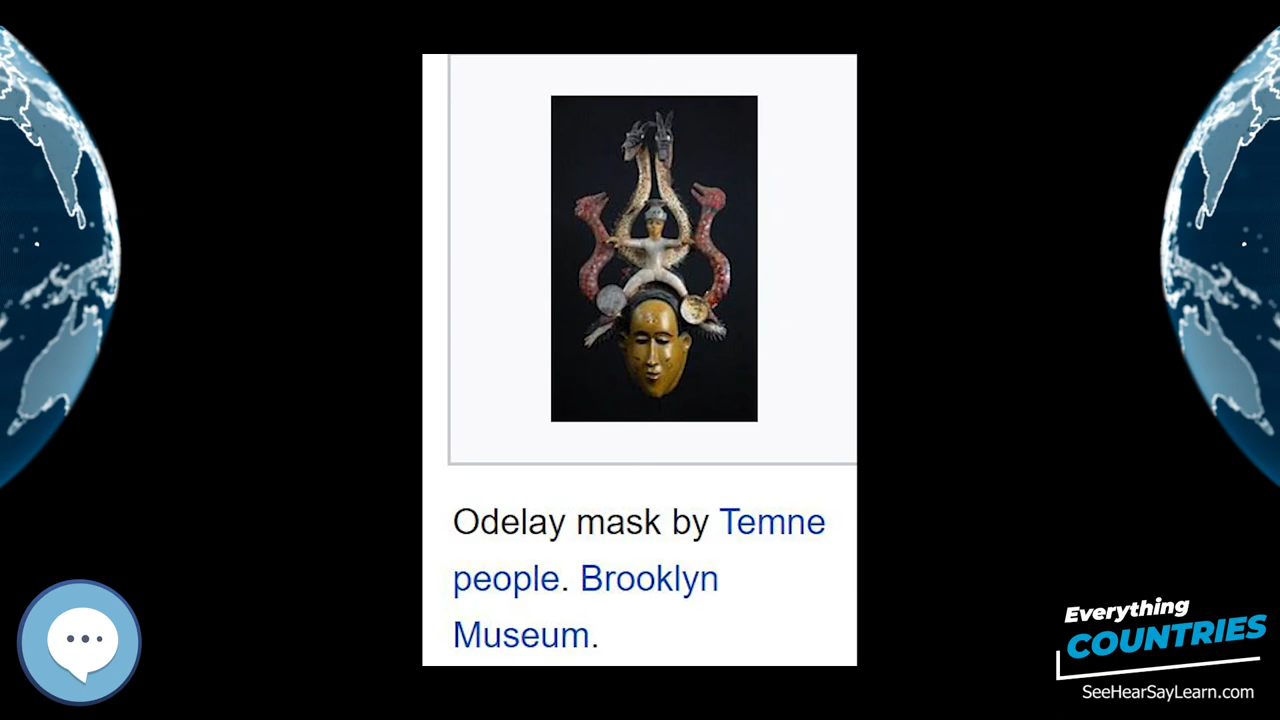 Odelay mask by Temne
people. Brooklyn
Museum.
Everything
COUNTRIES
SeeHearSayLearn.com